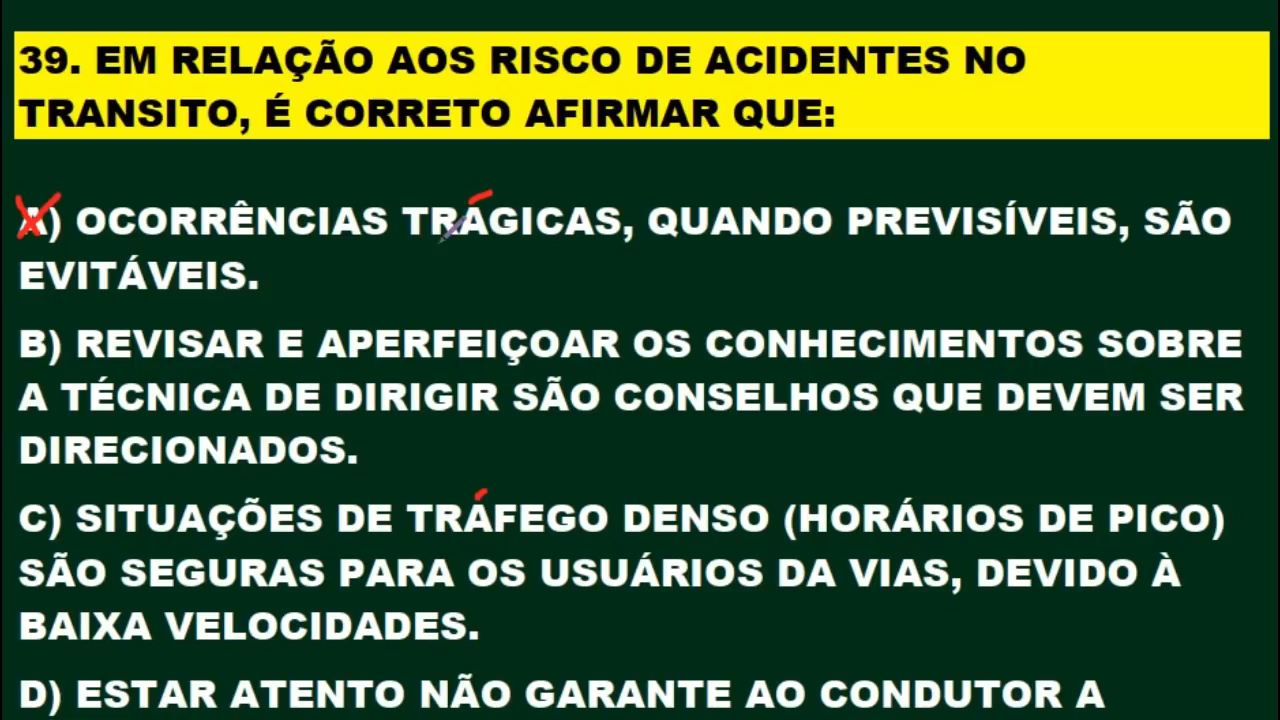 39. EM RELAÇÃO AOS RISCO DE ACIDENTES NO
TRANSITO, É CORRETO AFIRMAR QUE:
A) OCORRÊNCIAS TRÁGICAS, QUANDO PREVISÍVEIS, SÃO
EVITÁVEIS.
B) REVISAR E APERFEIÇOAR OS CONHECIMENTOS SOBRE
A TÉCNICA DE DIRIGIR SÃO CONSELHOS QUE DEVEM SER
DIRECIONADOS.
C) SITUAÇÕES DE TRÁFEGO DENSO (HORÁRIOS DE PICO)
SÃO SEGURAS PARA OS USUÁRIOS DA VIAS, DEVIDO À
BAIXA VELOCIDADES.
D) ESTAR ATENTO NÃO GARANTE AO CONDUTOR A